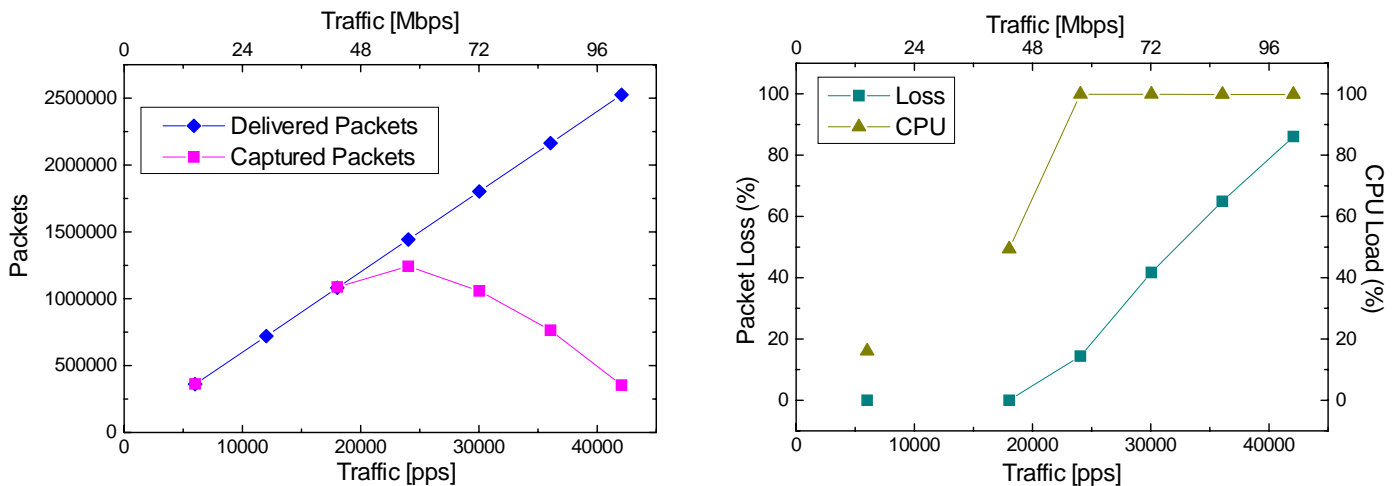 Traffic [Mbps]
0 24 48 72 96
2500000
2000000
1500000
1000000
500000
0
Packets
Delivered Packets
Captured Packets
0 10000 20000 30000 40000
Traffic [pps]
Traffic [Mbps]
0 24 48 72 96
100
80
60
40
20
0
Packet Loss (%)
Loss
CPU
100
80
60
40
20
0
CPU Load (%)
0 10000 20000 30000 40000
Traffic [pps]